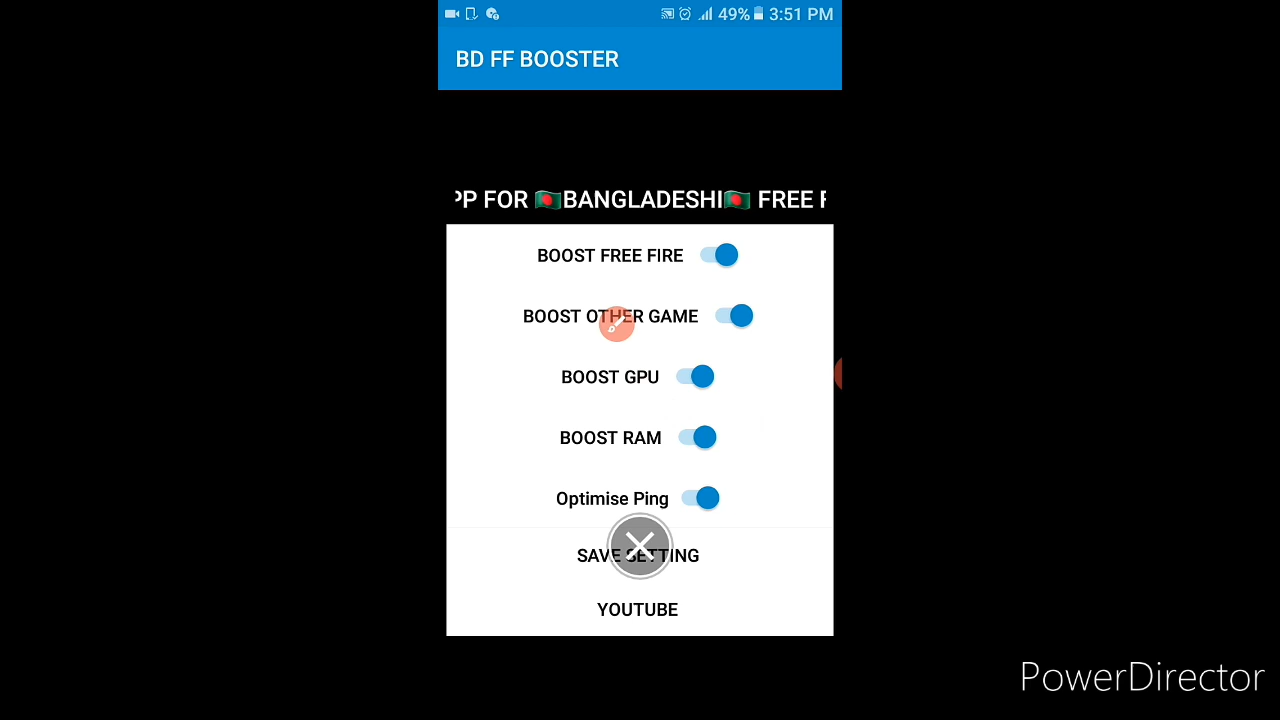 49% 3:51 PM
BD FF BOOSTER
PP FOR 🇧🇩BANGLADESHI🇧🇩 FREE F
BOOST FREE FIRE
BOOST OTHER GAME
BOOST GPU
BOOST RAM
Optimise Ping
SAVE SETTING
YOUTUBE
PowerDirector